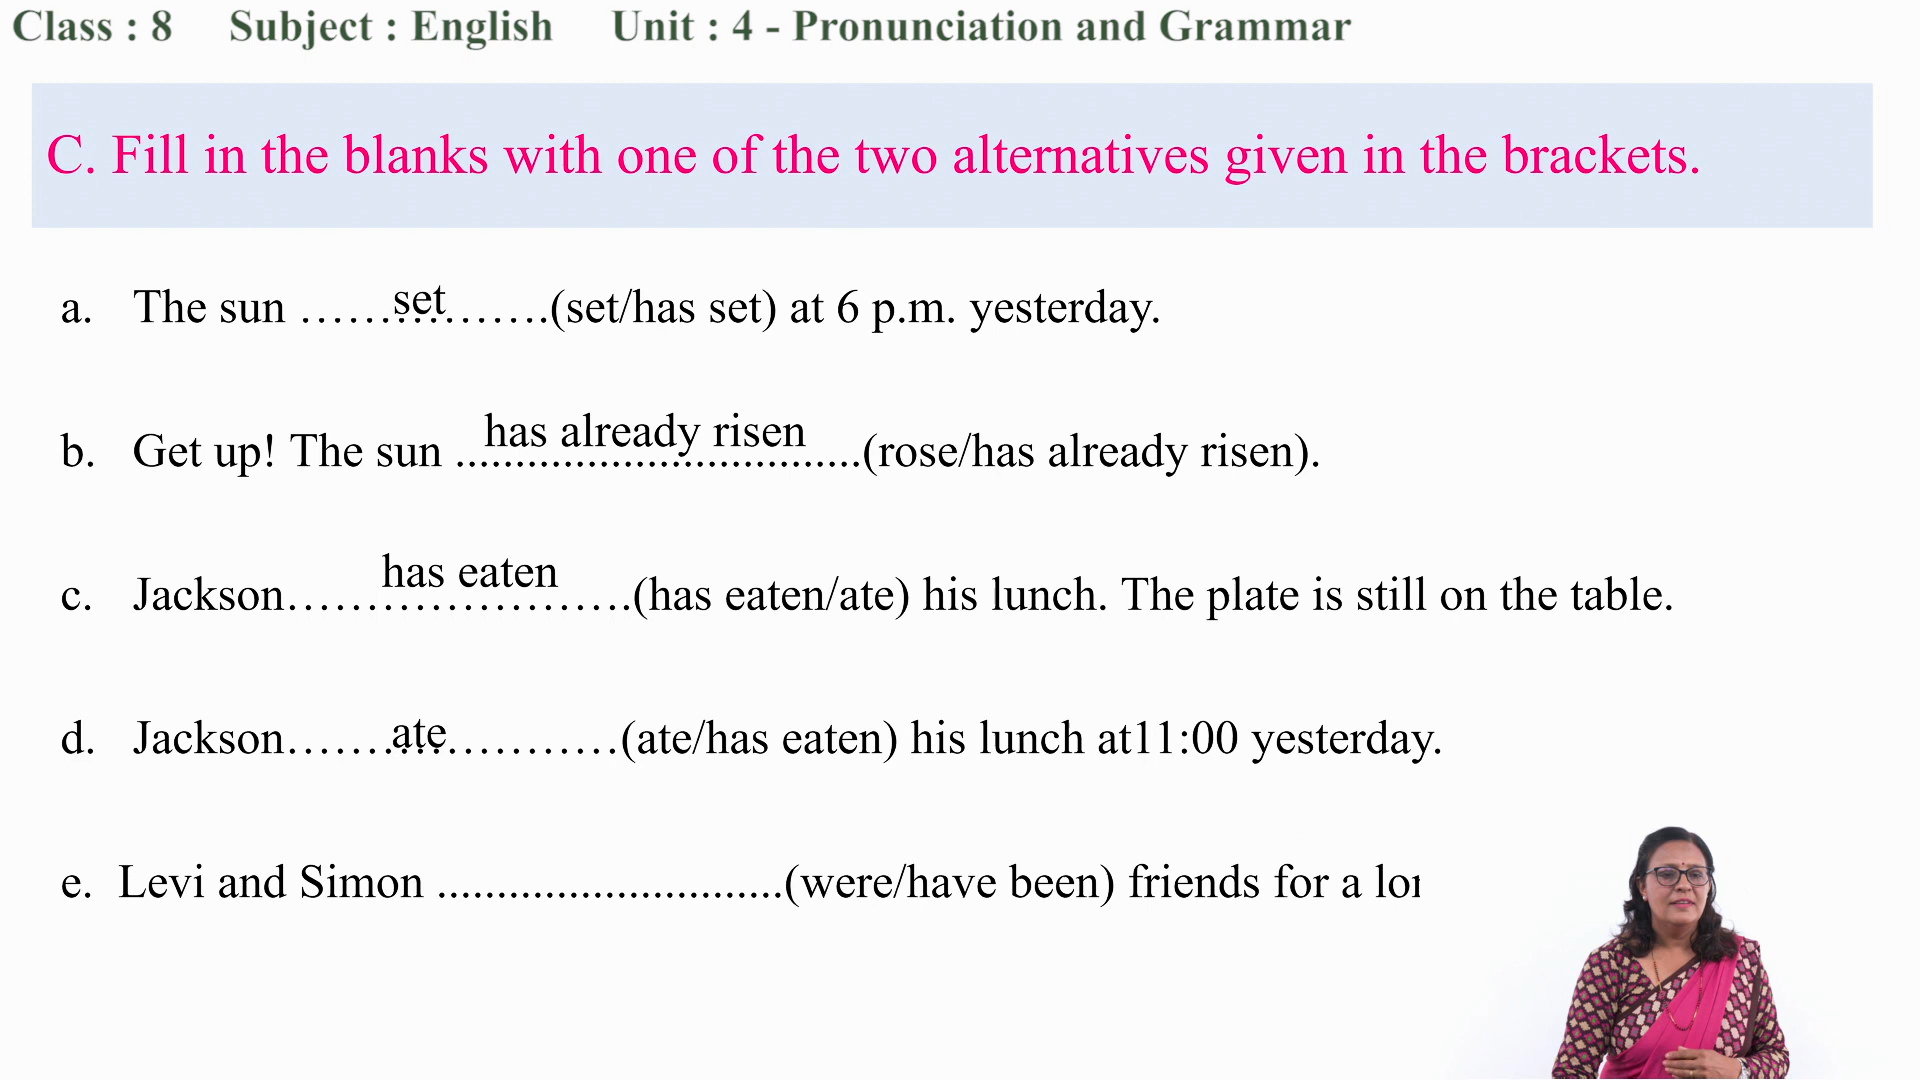 Class : 8 Subject : English Unit : 4 - Pronunciation and Grammar
C. Fill in the blanks with one of the two alternatives given in the brackets.
a. The sun ......set.........(set/has set) at 6 p.m. yesterday.
b. Get up! The sun has already risen ..................................(rose/has already risen).
c. Jackson has eaten ......................(has eaten/ate) his lunch. The plate is still on the table.
d. Jackson.......ate............(ate/has eaten) his lunch at11:00 yesterday.
e. Levi and Simon .............................(were/have been) friends for a